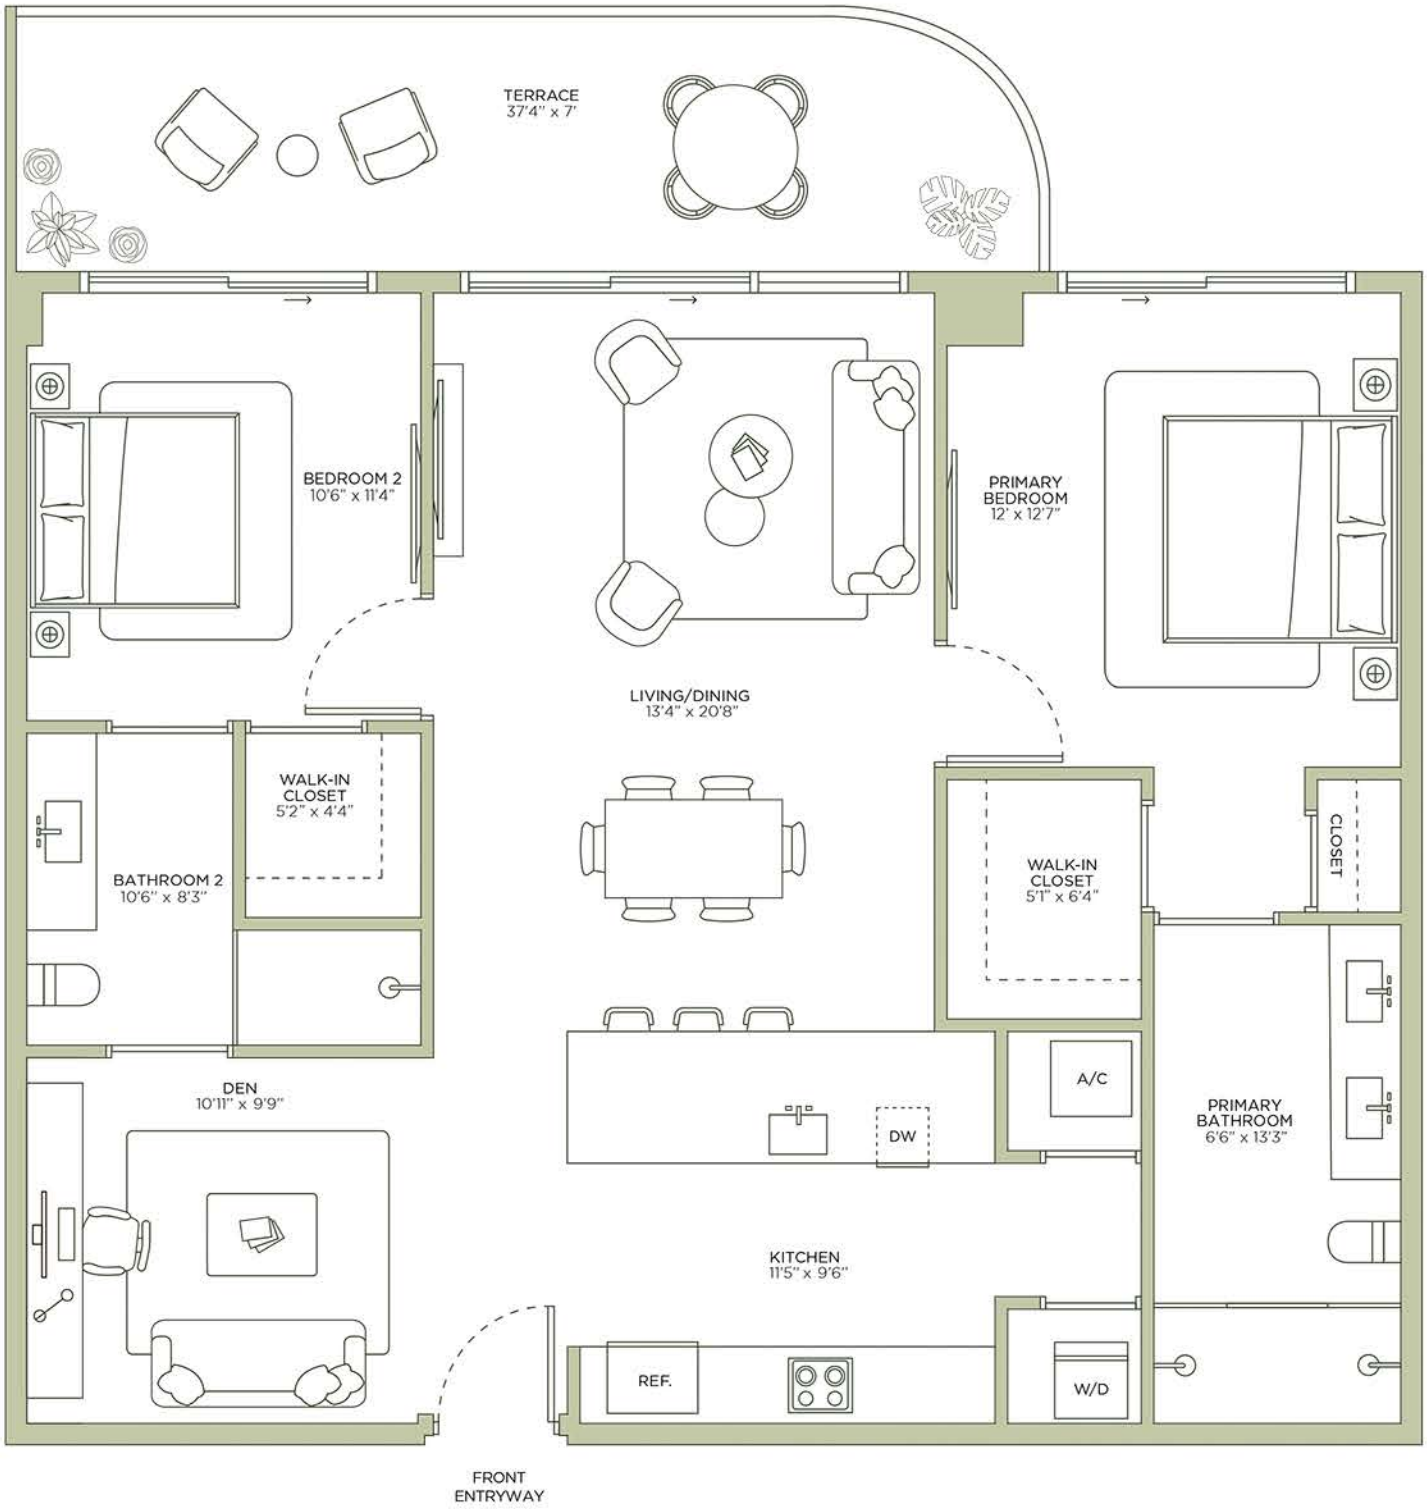 TERRACE
37'4" x 7'
BEDROOM 2
10'6" x 11'4"
PRIMARY
BEDROOM
12' x 12'7"
LIVING/DINING
13'4" x 20'8"
WALK-IN
CLOSET
5'2" x 4'4"
BATHROOM 2
10'6" x 8'3"
WALK-IN
CLOSET
5'1" x 6'4"
CLOSET
A/C
DEN
10'11" x 9'9"
DW
PRIMARY
BATHROOM
6'6" x 13'3"
KITCHEN
11'5" x 9'6"
REF.
W/D
FRONT
ENTRYWAY